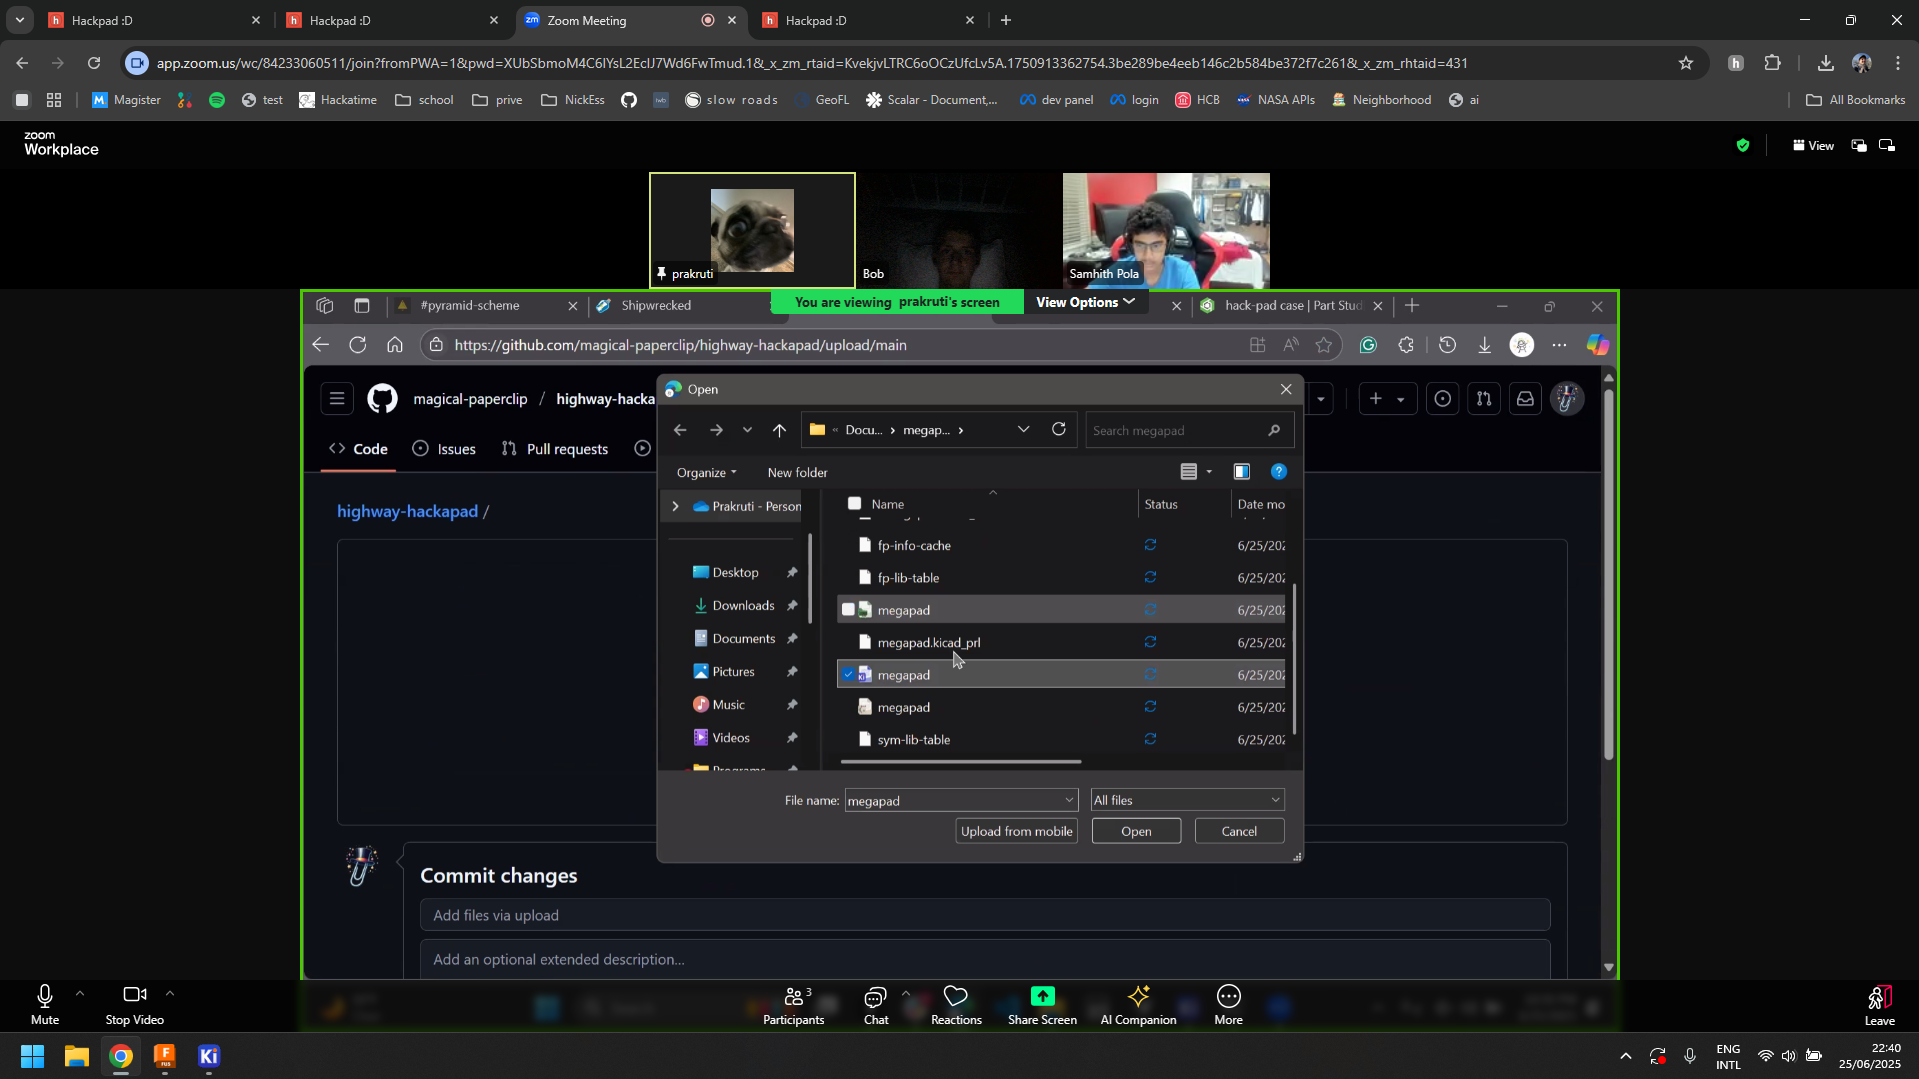 Hackpad :D
Hackpad :D
Zoom Meeting
Hackpad :D
app.zoom.us/wc/84233060511/join?fromPWA=1&pwd=XUbSbmoM4C6IYsL2EcIJ7Wd6FwTmud.1&_x_zm_rtaid=KvekjvLTRC6oOCzUfcLv5A.1750913362754.3be289be4eeb146c2b584be372f7c261&_x_zm_rhtaid=431
Magister
test
Hackatime
school
prive
NickEss
slow roads
GeoFL
Scalar - Document,...
dev panel
login
HCB
NASA APIs
Neighborhood
ai
All Bookmarks
zoom
Workplace
View
prakruti
Bob
Samhith Pola
You are viewing prakruti's screen
View Options
#pyramid-scheme
Shipwrecked
hack-pad case | Part Stud
https://github.com/magical-paperclip/highway-hackapad/upload/main
magical-paperclip / highway-hacka
Code
Issues
Pull requests
highway-hackapad /
Open
Docu...
megap...
Search megapad
Organize
New folder
Prakruti - Person
Desktop
Downloads
Documents
Pictures
Music
Videos
Name
Status
Date mo
fp-info-cache
6/25/202
fp-lib-table
6/25/202
megapad
6/25/202
megapad.kicad_prl
6/25/202
megapad
6/25/202
megapad
6/25/202
sym-lib-table
6/25/202
File name:
megapad
All files
Upload from mobile
Open
Cancel
Commit changes
Add files via upload
Add an optional extended description...
Mute
Stop Video
3
Participants
Chat
Reactions
Share Screen
AI Companion
More
Leave
ENG
INTL
22:40
25/06/2025